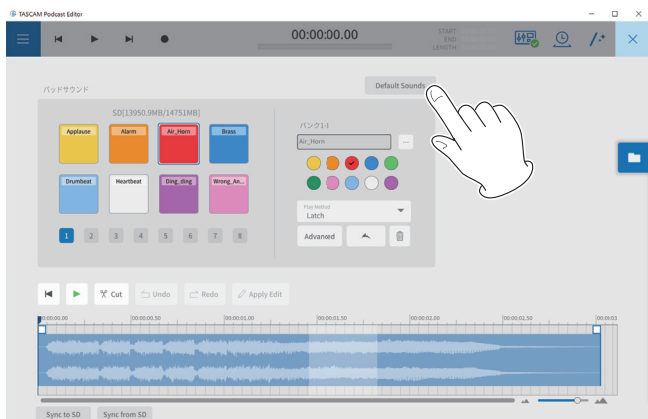 TASCAM Podcast Editor
00:00:00.00
START
END
LENGTH
パッドサウンド
Default Sounds
SD[13950.9MB/14751MB]
Applause
Alarm
Air_Horn
Brass
Drumbeat
Heartbeat
Ding_ding
Wrong_An...
1 2 3 4 5 6 7 8
バンク1-1
Air_Horn
...
Play Method
Latch
Advanced
Cut
Undo
Redo
Apply Edit
00:00:00.00
00:00:00.50
00:00:01.00
00:00:01.50
00:00:02.00
00:00:02.50
00:00:03
Sync to SD
Sync from SD